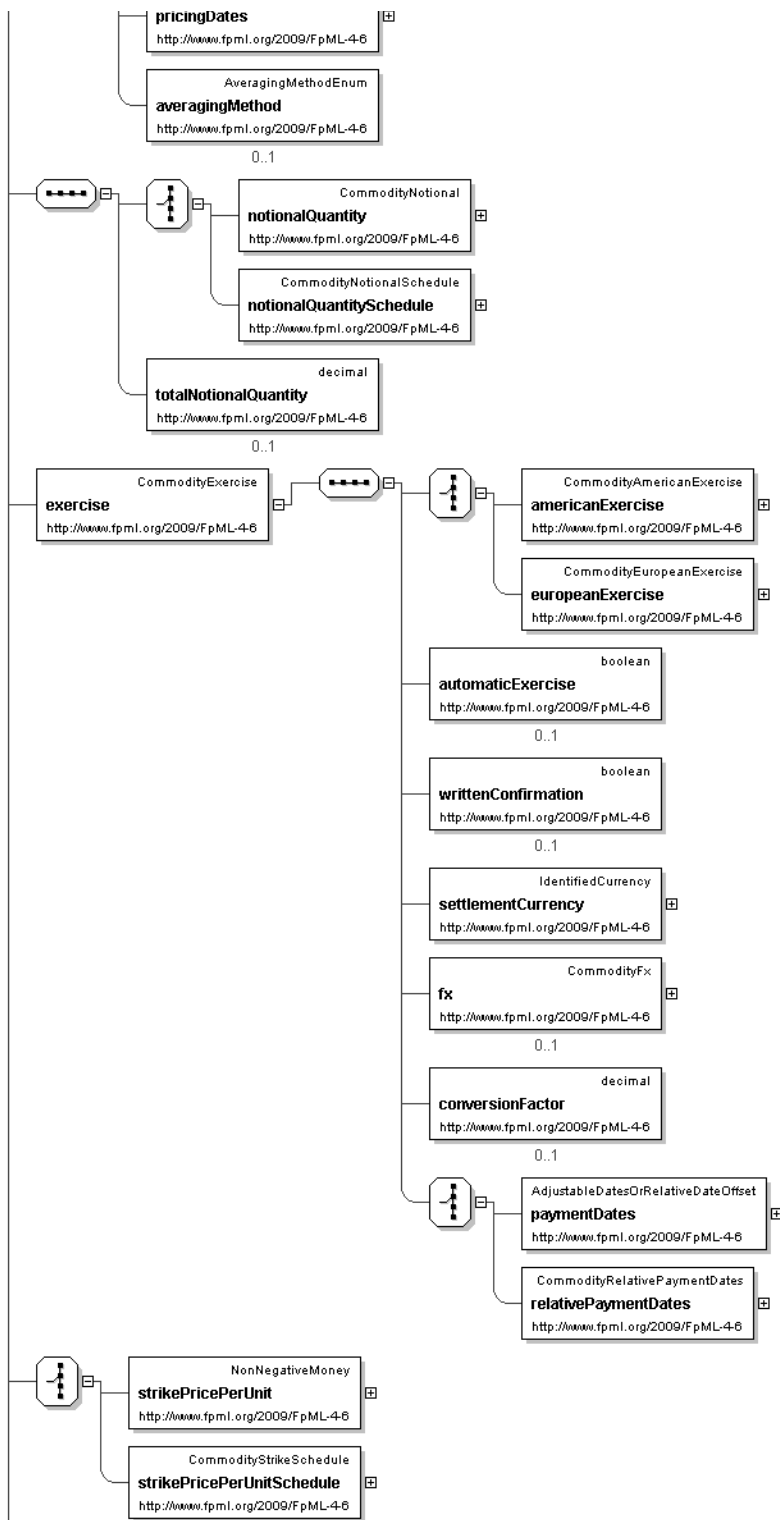 pricingDates
http://www.fpml.org/2009/FpML-4-6
AveragingMethodEnum
averagingMethod
http://www.fpml.org/2009/FpML-4-6
0..1
CommodityNotional
notionalQuantity
http://www.fpml.org/2009/FpML-4-6
CommodityNotionalSchedule
notionalQuantitySchedule
http://www.fpml.org/2009/FpML-4-6
decimal
totalNotionalQuantity
http://www.fpml.org/2009/FpML-4-6
0..1
CommodityExercise
exercise
http://www.fpml.org/2009/FpML-4-6
CommodityAmericanExercise
americanExercise
http://www.fpml.org/2009/FpML-4-6
CommodityEuropeanExercise
europeanExercise
http://www.fpml.org/2009/FpML-4-6
boolean
automaticExercise
http://www.fpml.org/2009/FpML-4-6
0..1
boolean
writtenConfirmation
http://www.fpml.org/2009/FpML-4-6
0..1
IdentifiedCurrency
settlementCurrency
http://www.fpml.org/2009/FpML-4-6
CommodityFx
fx
http://www.fpml.org/2009/FpML-4-6
0..1
decimal
conversionFactor
http://www.fpml.org/2009/FpML-4-6
0..1
AdjustableDatesOrRelativeDateOffset
paymentDates
http://www.fpml.org/2009/FpML-4-6
CommodityRelativePaymentDates
relativePaymentDates
http://www.fpml.org/2009/FpML-4-6
NonNegativeMoney
strikePricePerUnit
http://www.fpml.org/2009/FpML-4-6
CommodityStrikeSchedule
strikePricePerUnitSchedule
http://www.fpml.org/2009/FpML-4-6